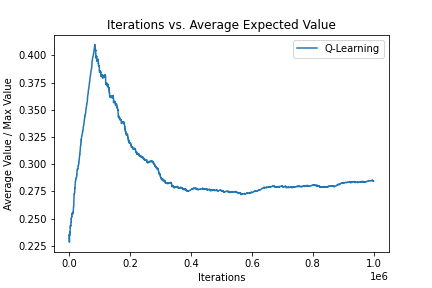 Iterations vs. Average Expected Value
Q-Learning
Average Value / Max Value
0.400
0.375
0.350
0.325
0.300
0.275
0.250
0.225
0.0 0.2 0.4 0.6 0.8 1.0
1e6
Iterations